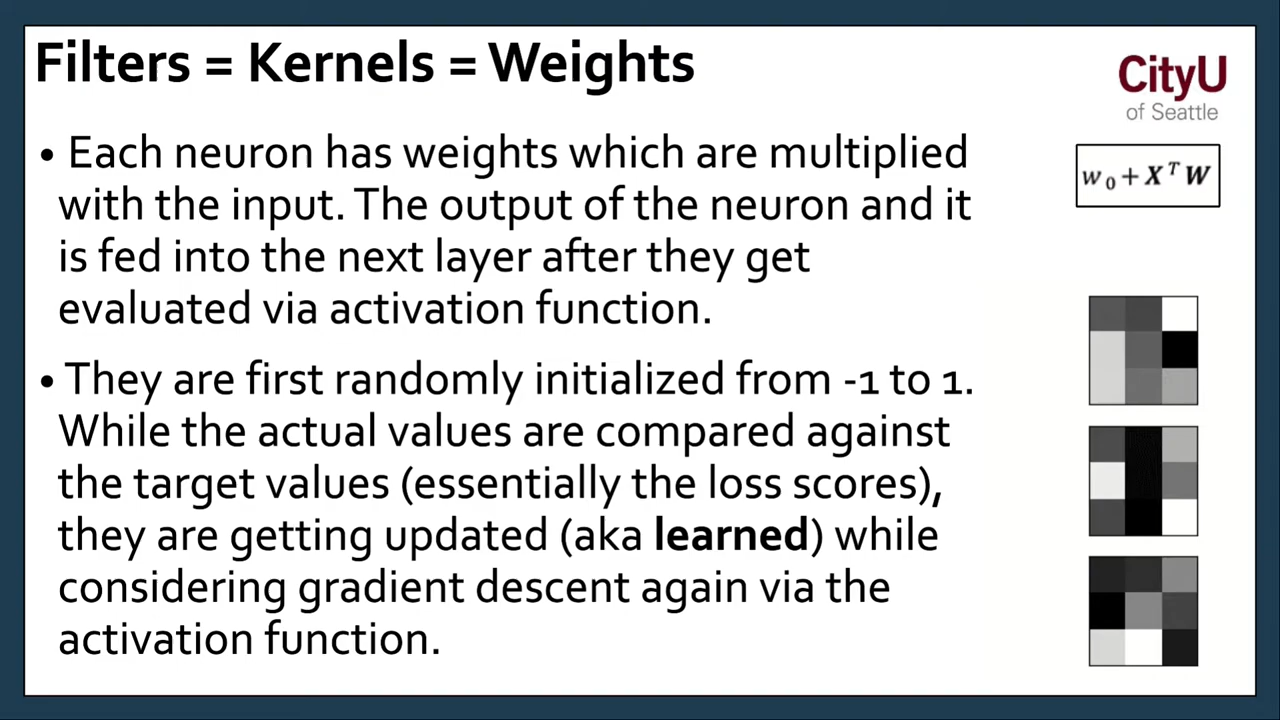 Filters = Kernels = Weights
CityU
of Seattle
• Each neuron has weights which are multiplied
with the input. The output of the neuron and it
is fed into the next layer after they get
evaluated via activation function.
w₀ + Xᵀ W
• They are first randomly initialized from -1 to 1.
While the actual values are compared against
the target values (essentially the loss scores),
they are getting updated (aka learned) while
considering gradient descent again via the
activation function.